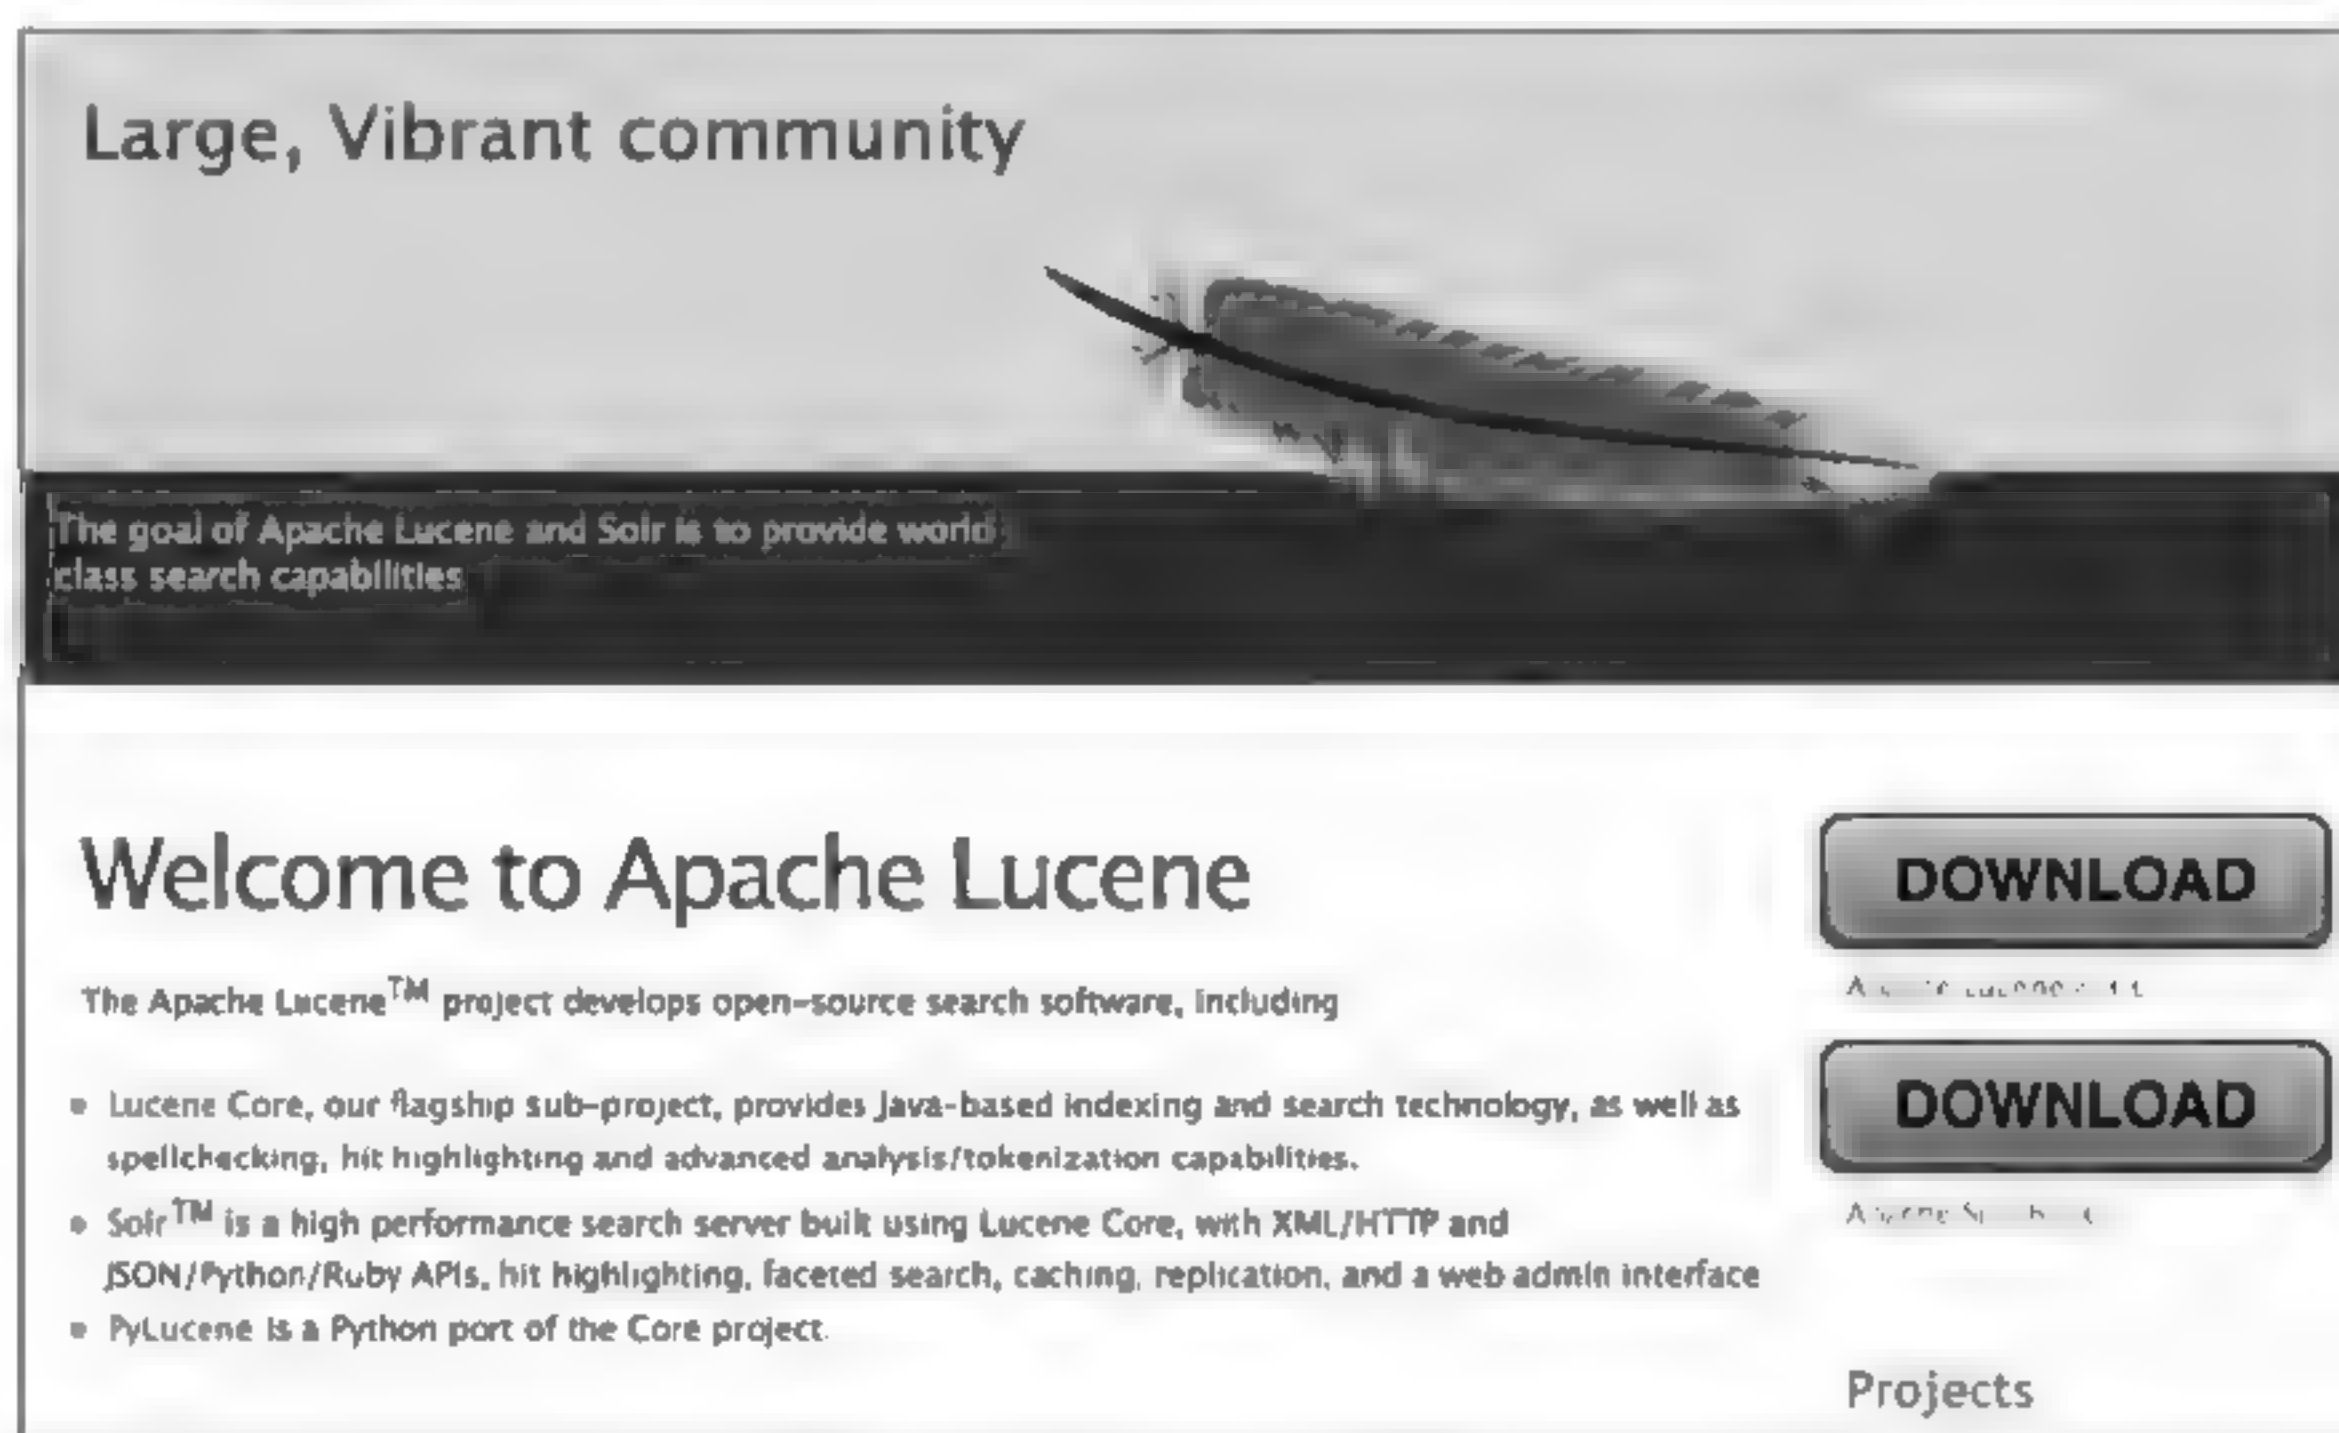 Large, Vibrant community
The goal of Apache Lucene and Solr is to provide world
class search capabilities
Welcome to Apache Lucene
DOWNLOAD
The Apache Lucene™ project develops open-source search software, including
DOWNLOAD
Lucene Core, our flagship sub-project, provides Java-based indexing and search technology, as well as
spellchecking, hit highlighting and advanced analysis/tokenization capabilities.
Solr™ is a high performance search server built using Lucene Core, with XML/HTTP and
JSON/Python/Ruby APIs, hit highlighting, faceted search, caching, replication, and a web admin interface
PyLucene is a Python port of the Core project.
Projects